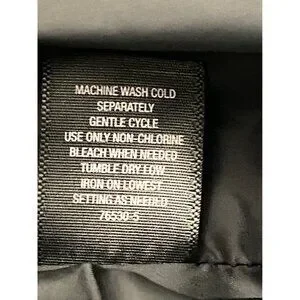 MACHINE WASH COLD
SEPARATELY
GENTLE CYCLE
USE ONLY NON-CHLORINE
BLEACH WHEN NEEDED
TUMBLE DRY LOW
IRON ON LOWEST
SETTING AS NEEDED
76530-5